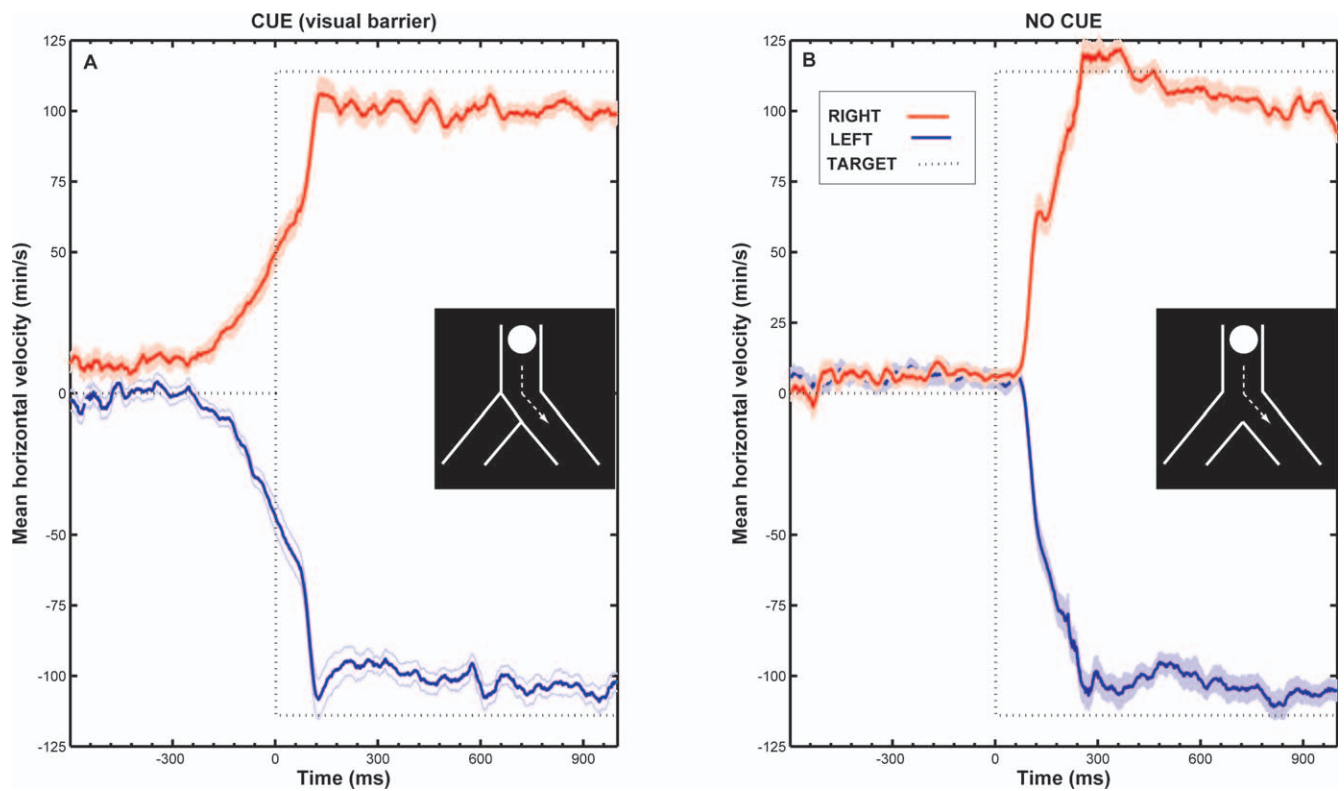 CUE (visual barrier)
A
125
100
75
50
25
0
-25
-50
-75
-100
-125
Mean horizontal velocity (min/s)
-300 0 300 600 900
Time (ms)
NO CUE
B
RIGHT
LEFT
TARGET
125
100
75
50
25
0
-25
-50
-75
-100
-125
Mean horizontal velocity (min/s)
-300 0 300 600 900
Time (ms)